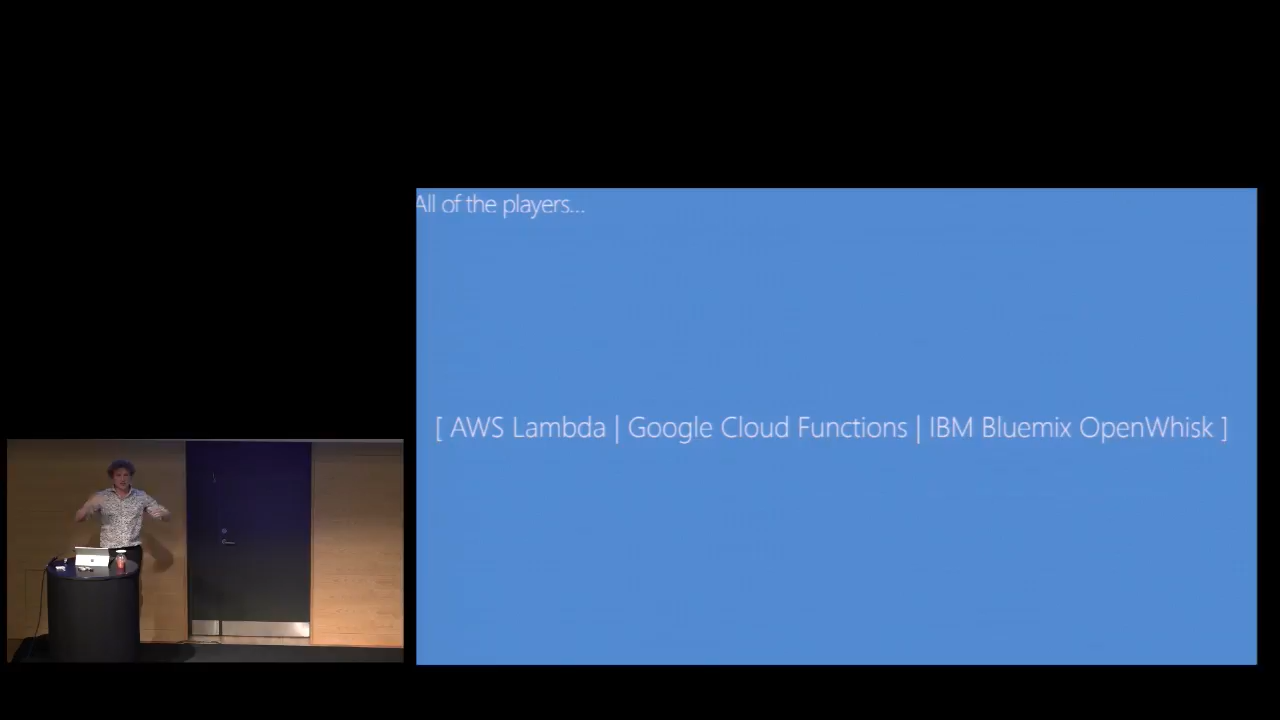 All of the players...
[ AWS Lambda | Google Cloud Functions | IBM Bluemix OpenWhisk ]